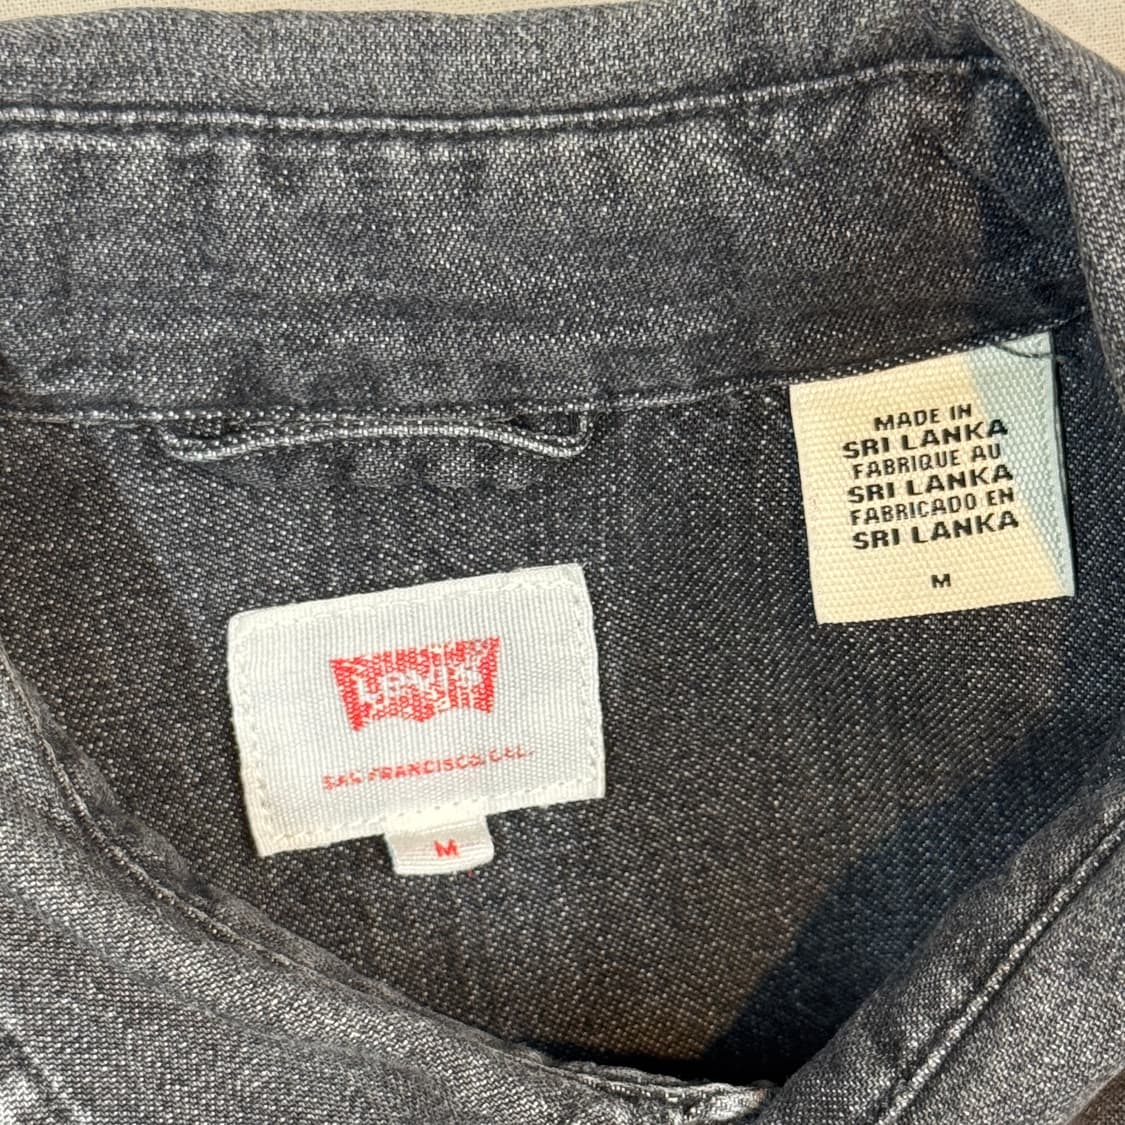 MADE IN
SRI LANKA
FABRIQUE AU
SRI LANKA
FABRICADO EN
SRI LANKA
M
LEVI'S
SAN FRANCISCO, CAL.
M